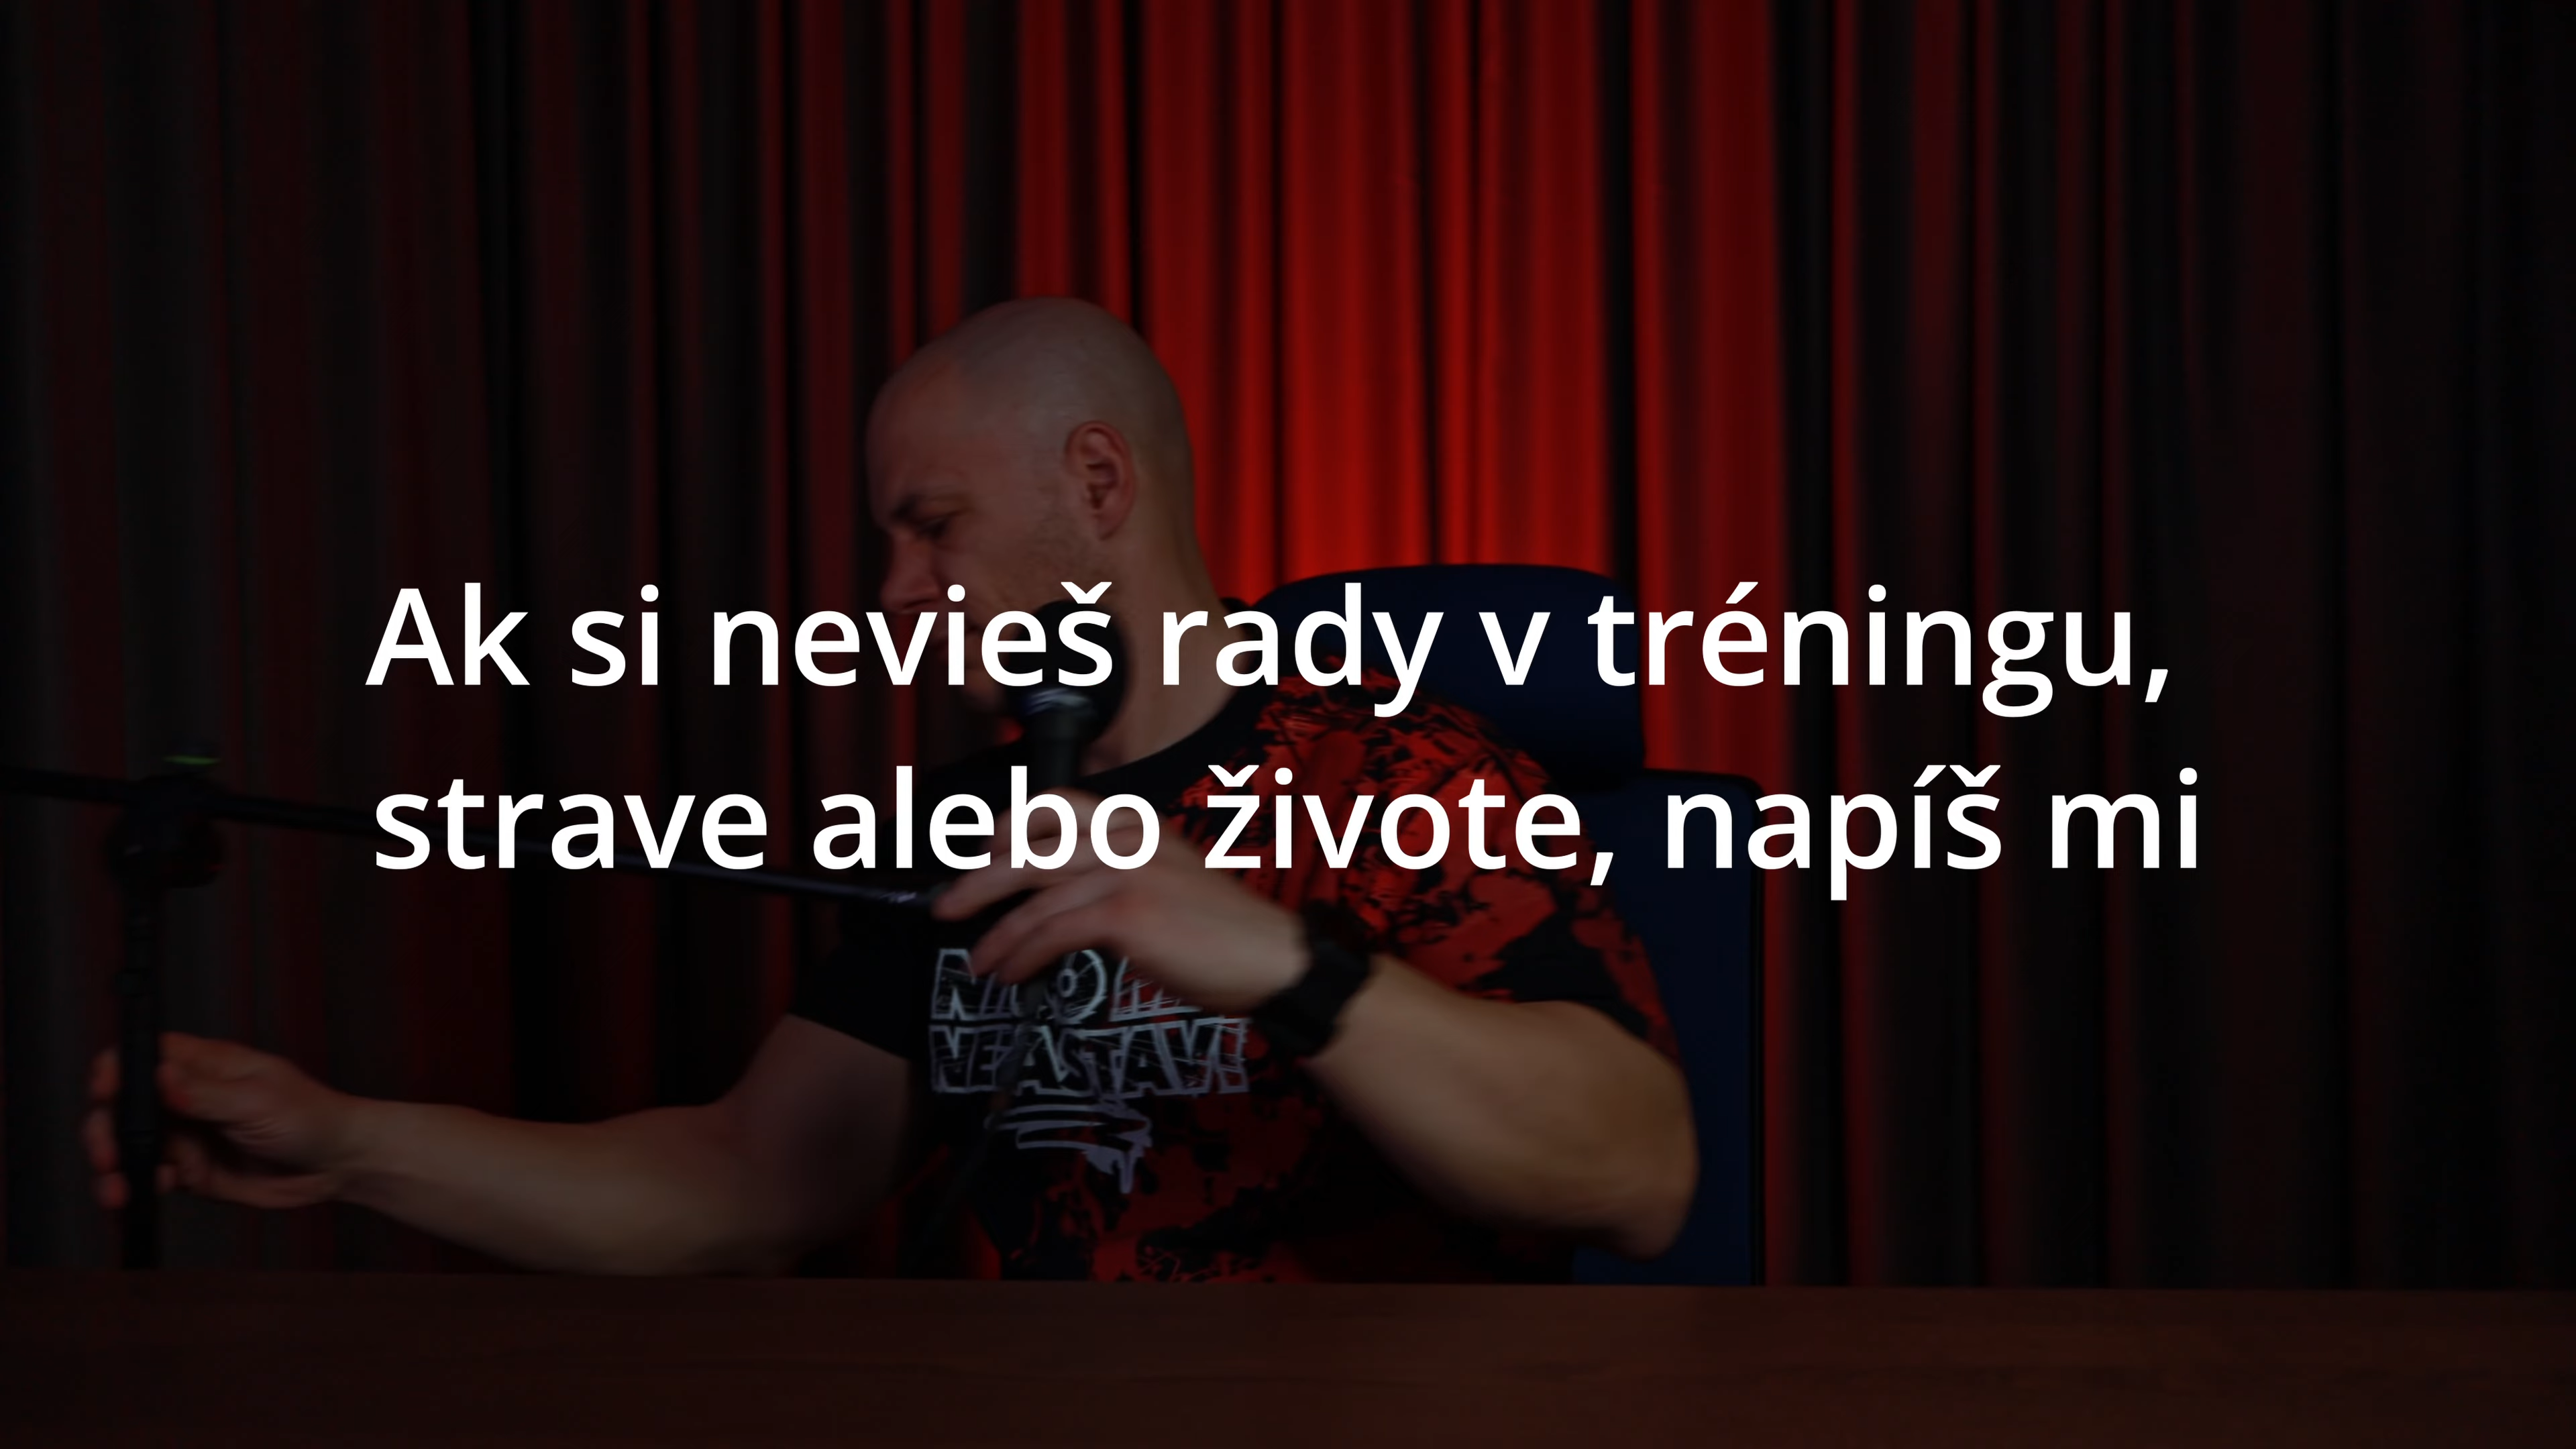 Ak si nevieš rady v tréningu,
strave alebo živote, napíš mi